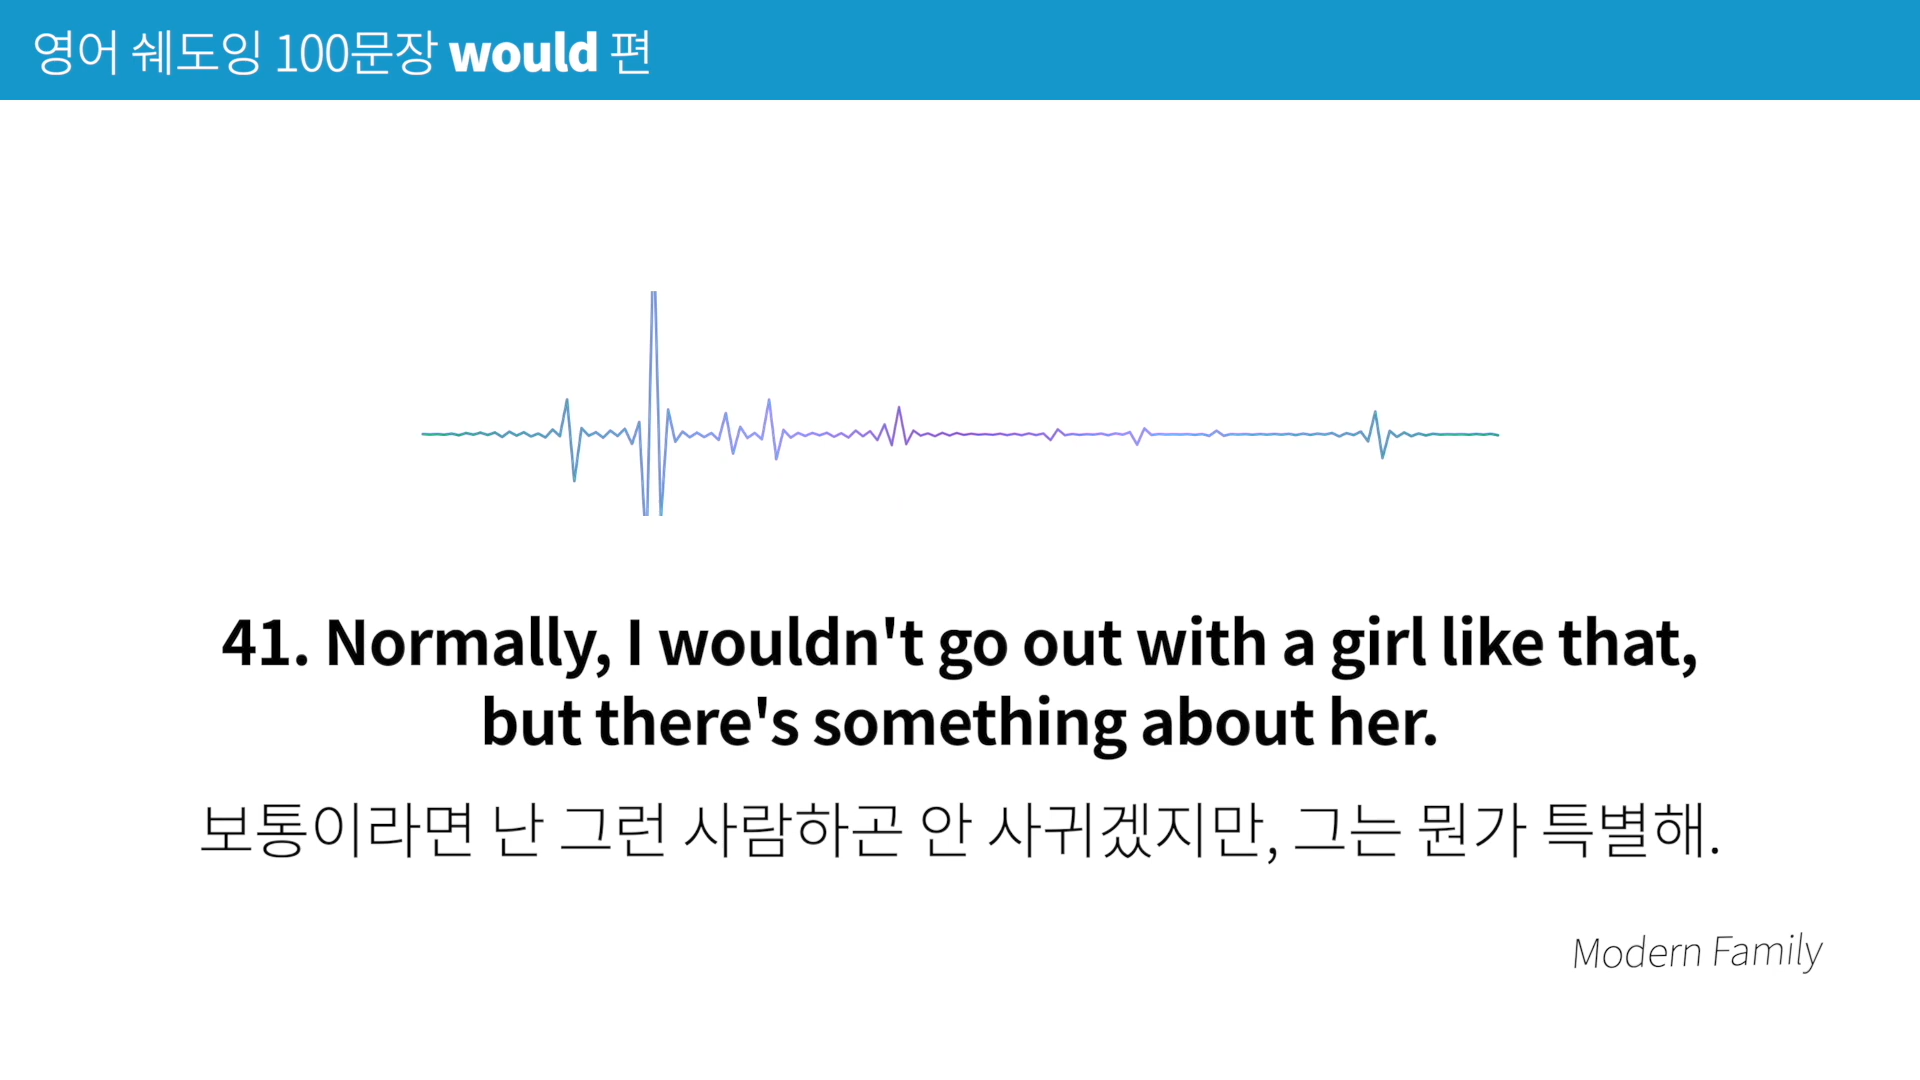 영어 쉐도잉 100문장 would 편
41. Normally, I wouldn't go out with a girl like that,
but there's something about her.
보통이라면 난 그런 사람하곤 안 사귀겠지만, 그는 뭔가 특별해.
Modern Family